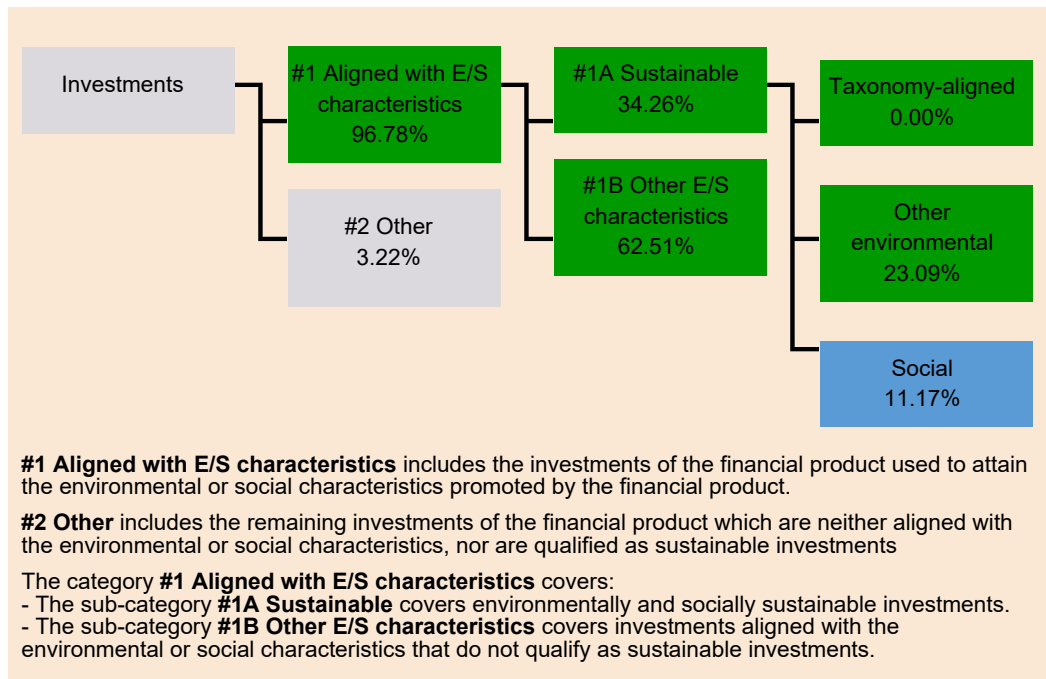 Investments
#1 Aligned with E/S
characteristics
96.78%
#2 Other
3.22%
#1A Sustainable
34.26%
#1B Other E/S
characteristics
62.51%
Taxonomy-aligned
0.00%
Other
environmental
23.09%
Social
11.17%
#1 Aligned with E/S characteristics includes the investments of the financial product used to attain
the environmental or social characteristics promoted by the financial product.
#2 Other includes the remaining investments of the financial product which are neither aligned with
the environmental or social characteristics, nor are qualified as sustainable investments
The category #1 Aligned with E/S characteristics covers:
- The sub-category #1A Sustainable covers environmentally and socially sustainable investments.
- The sub-category #1B Other E/S characteristics covers investments aligned with the
environmental or social characteristics that do not qualify as sustainable investments.